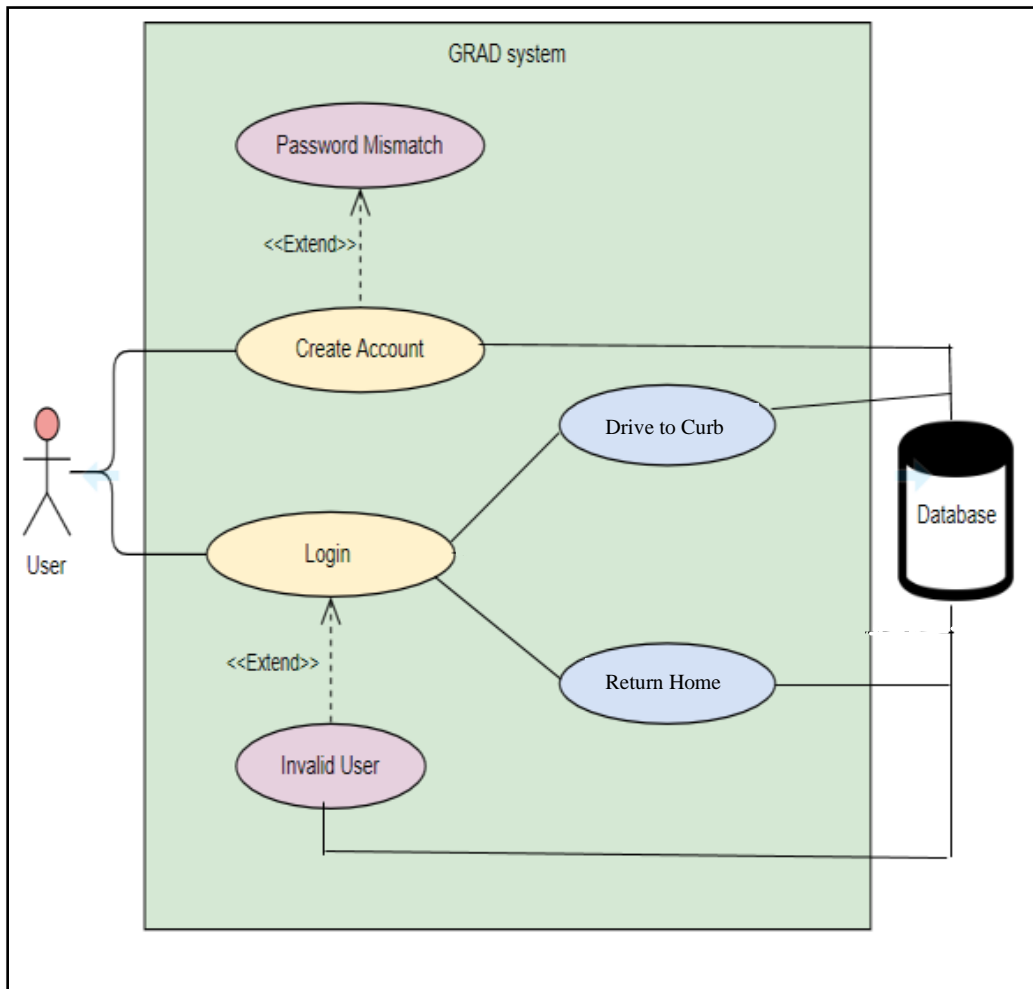 GRAD system
Password Mismatch
<<Extend>>
Create Account
Drive to Curb
User
Login
Database
<<Extend>>
Return Home
Invalid User